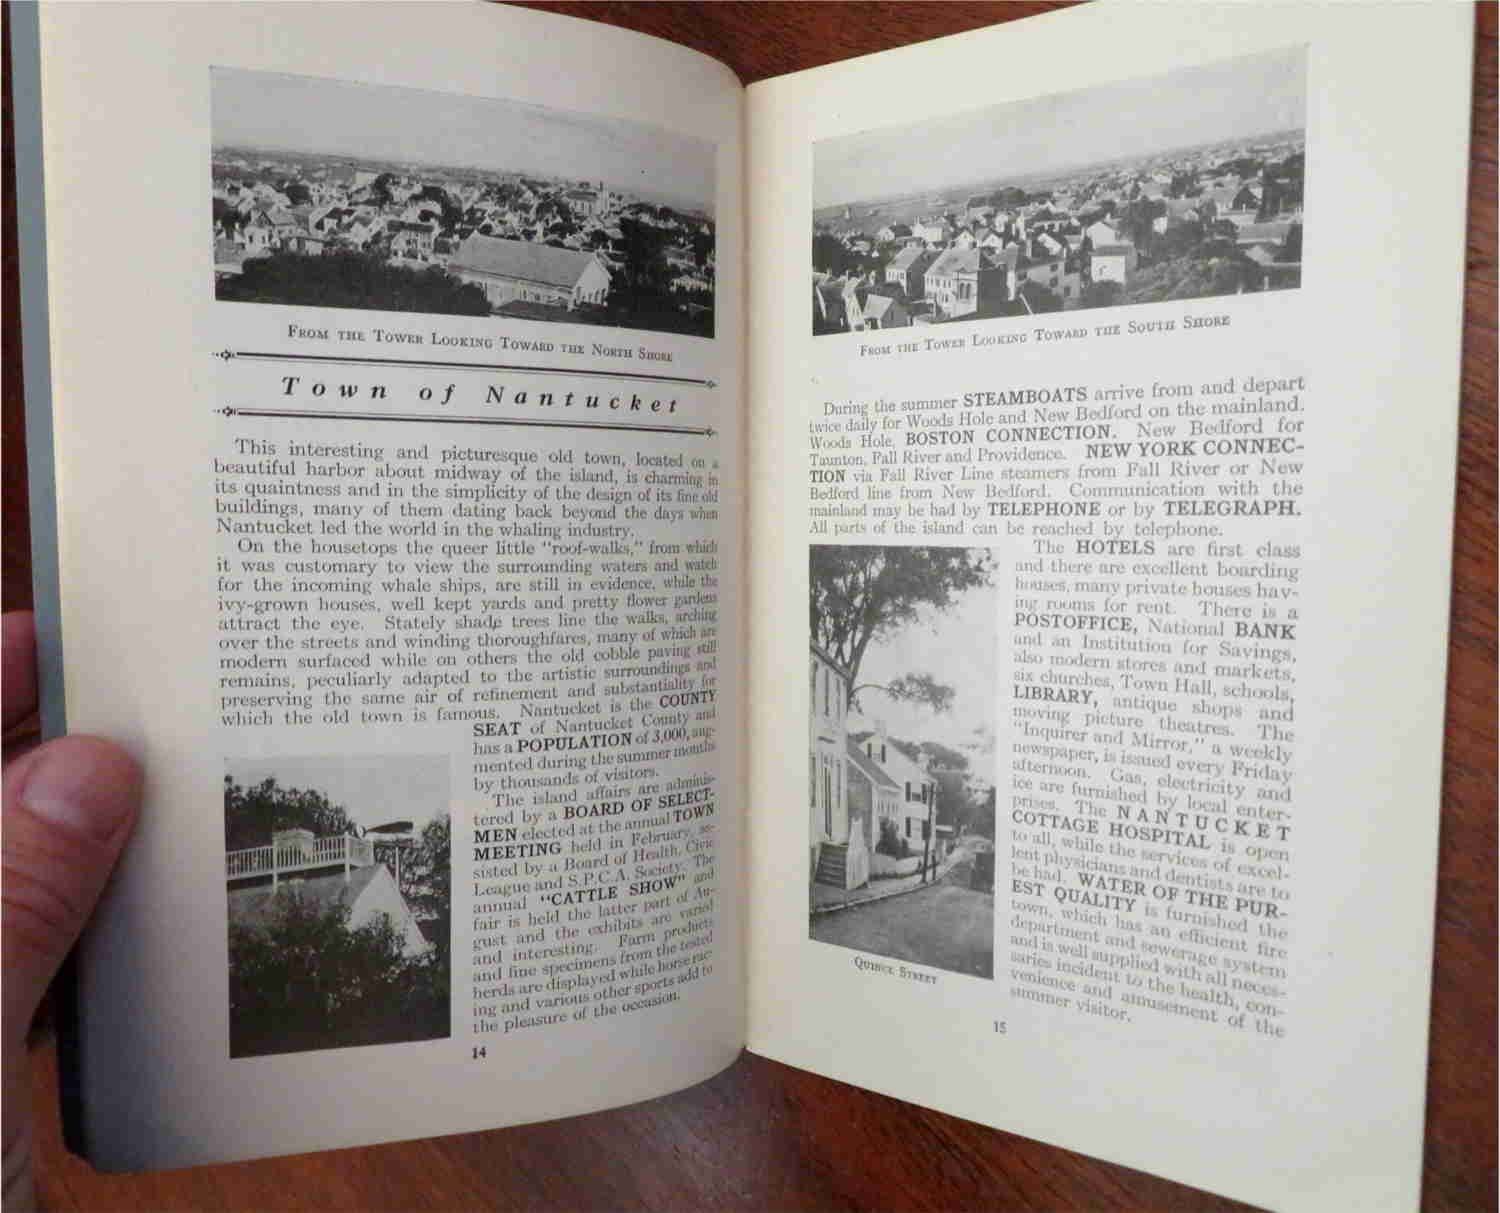 FROM THE TOWER LOOKING TOWARD THE NORTH SHORE
Town of Nantucket
This interesting and picturesque old town, located on a
beautiful harbor about midway of the island, is charming in
its quaintness and in the simplicity of the design of its fine old
buildings, many of them dating back beyond the days when
Nantucket led the world in the whaling industry.
On the housetops the queer little "roof-walks," from which
it was customary to view the surrounding waters and watch
for the incoming whale ships, are still in evidence, while the
ivy-grown houses, well kept yards and pretty flower gardens
attract the eye. Stately shade trees line the walks, arching
over the streets and winding thoroughfares, many of which are
modern surfaced while on others the old cobble paving still
remains, peculiarly adapted to the artistic surroundings and
preserving the same air of refinement and substantiality for
which the old town is famous. Nantucket is the COUNTY
SEAT of Nantucket County and
has a POPULATION of 3,000, aug-
mented during the summer months
by thousands of visitors.
The island affairs are adminis-
tered by a BOARD OF SELECT-
MEN elected at the annual TOWN
MEETING held in February, as-
sisted by a Board of Health, Civic
League and S.P.C.A. Society. The
annual "CATTLE SHOW" and
fair is held the latter part of Au-
gust and the exhibits are varied
and interesting. Farm products
and fine specimens from the tested
herds are displayed while horse rac-
ing and various other sports add to
the pleasure of the occasion.
14
FROM THE TOWER LOOKING TOWARD THE SOUTH SHORE
During the summer STEAMBOATS arrive from and depart
twice daily for Woods Hole and New Bedford on the mainland.
Woods Hole, BOSTON CONNECTION. New Bedford for
Taunton, Fall River and Providence. NEW YORK CONNEC-
TION via Fall River Line steamers from Fall River or New
Bedford line from New Bedford. Communication with the
mainland may be had by TELEPHONE or by TELEGRAPH.
All parts of the island can be reached by telephone.
The HOTELS are first class
and there are excellent boarding
houses, many private houses hav-
ing rooms for rent. There is a
POSTOFFICE, National BANK
and an Institution for Savings,
also modern stores and markets,
six churches, Town Hall, schools,
LIBRARY, antique shops and
moving picture theatres. The
"Inquirer and Mirror," a weekly
newspaper, is issued every Friday
afternoon. Gas, electricity and
ice are furnished by local enter-
prises. The NANTUCKET
COTTAGE HOSPITAL is open
to all, while the services of excel-
lent physicians and dentists are to
be had. WATER OF THE PUR-
EST QUALITY is furnished the
town, which has an efficient fire
department and sewerage system
and is well supplied with all neces-
saries incident to the health, con-
venience and amusement of the
summer visitor.
QUINCE STREET
15